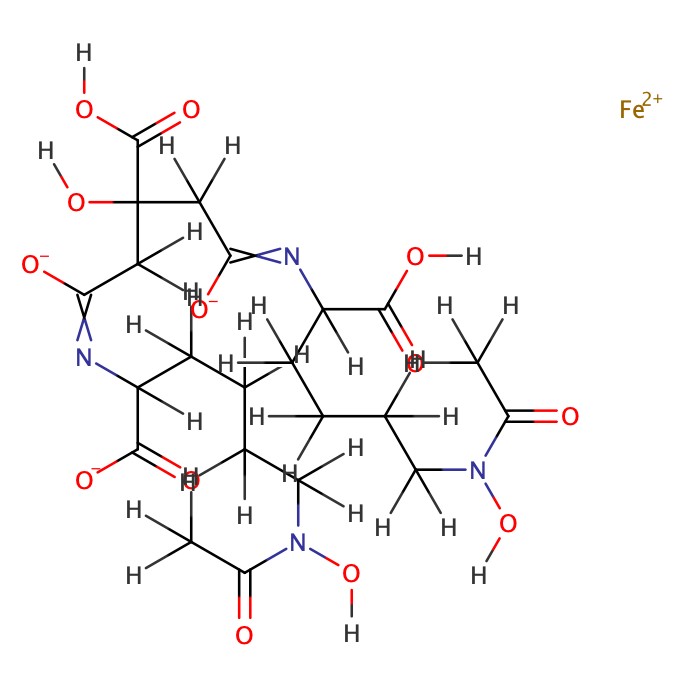 H
O O Fe2+
H H H
O
H
O- N O H
H H
O- H H H
H H
N H H H O H
H H H O
H
O- O H H N
H H H H H O
N
H O H
O H